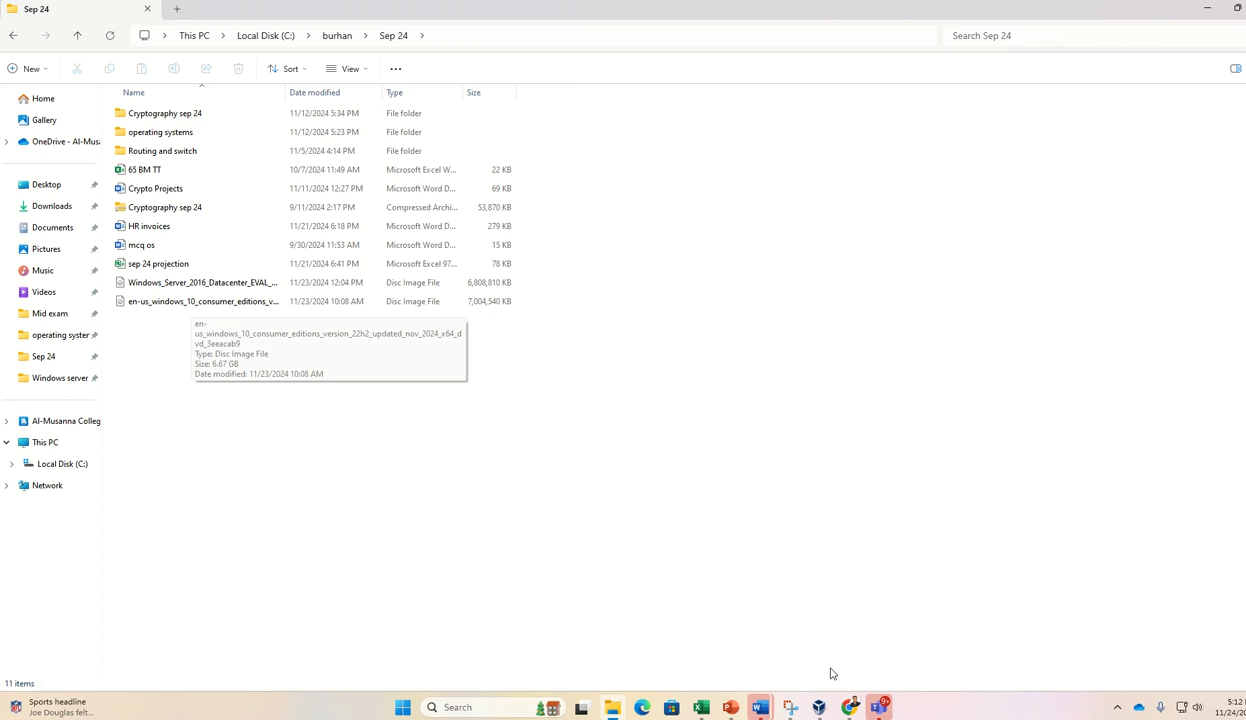 Sep 24
This PC > Local Disk (C:) > burhan > Sep 24 >
Search Sep 24
New
Sort
View
Name
Date modified
Type
Size
Home
Gallery
OneDrive - Al-Musa
Desktop
Downloads
Documents
Pictures
Music
Videos
Mid exam
operating syster
Sep 24
Windows server
Al-Musanna Colleg
This PC
Local Disk (C:)
Network
Cryptography sep 24 11/12/2024 5:34 PM File folder
operating systems 11/12/2024 5:23 PM File folder
Routing and switch 11/5/2024 4:14 PM File folder
65 BM TT 10/7/2024 11:49 AM Microsoft Excel W... 22 KB
Crypto Projects 11/11/2024 12:27 PM Microsoft Word D... 69 KB
Cryptography sep 24 9/11/2024 2:17 PM Compressed Archi... 53,870 KB
HR invoices 11/21/2024 6:18 PM Microsoft Word D... 279 KB
mcq os 9/30/2024 11:53 AM Microsoft Word D... 15 KB
sep 24 projection 11/21/2024 6:41 PM Microsoft Excel 97... 78 KB
Windows_Server_2016_Datacenter_EVAL_... 11/23/2024 12:04 PM Disc Image File 6,808,810 KB
en-us_windows_10_consumer_editions_v... 11/23/2024 10:08 AM Disc Image File 7,004,540 KB
en-
us_windows_10_consumer_editions_version_22h2_updated_nov_2024_x64_d
vd_3eeacab9
Type: Disc Image File
Size: 6.67 GB
Date modified: 11/23/2024 10:08 AM
11 items
Sports headline
Joe Douglas felt...
Search
9+
5:12
11/24/20